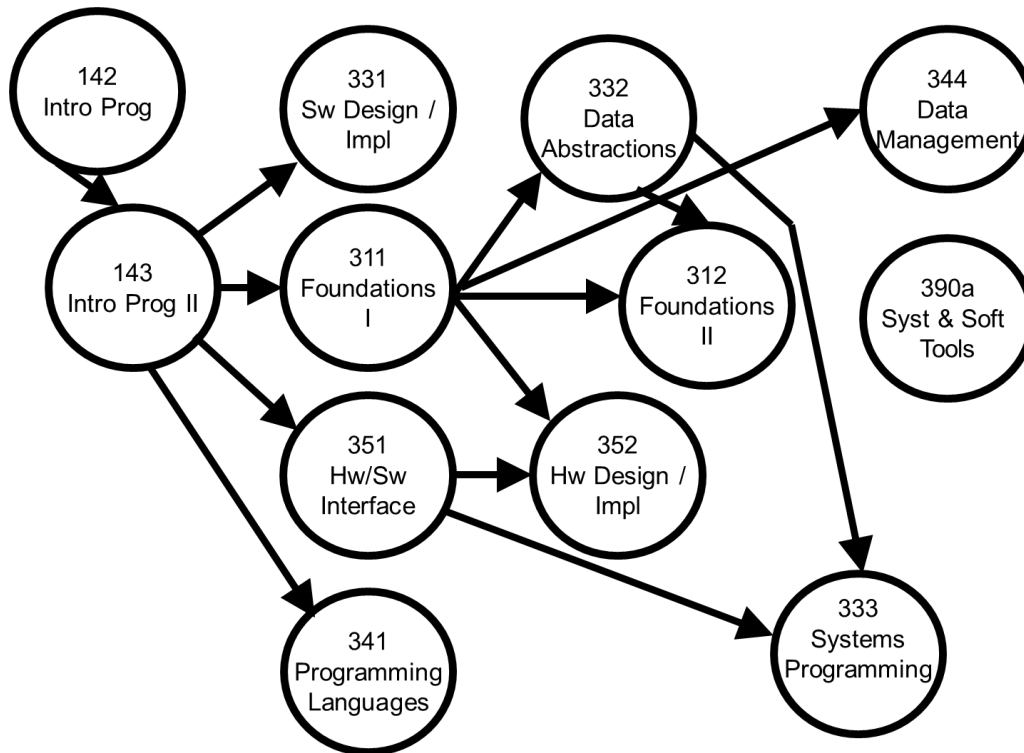 142
Intro Prog
331
Sw Design /
Impl
332
Data
Abstractions
344
Data
Management
143
Intro Prog II
311
Foundations
I
312
Foundations
II
390a
Syst & Soft
Tools
351
Hw/Sw
Interface
352
Hw Design /
Impl
341
Programming
Languages
333
Systems
Programming